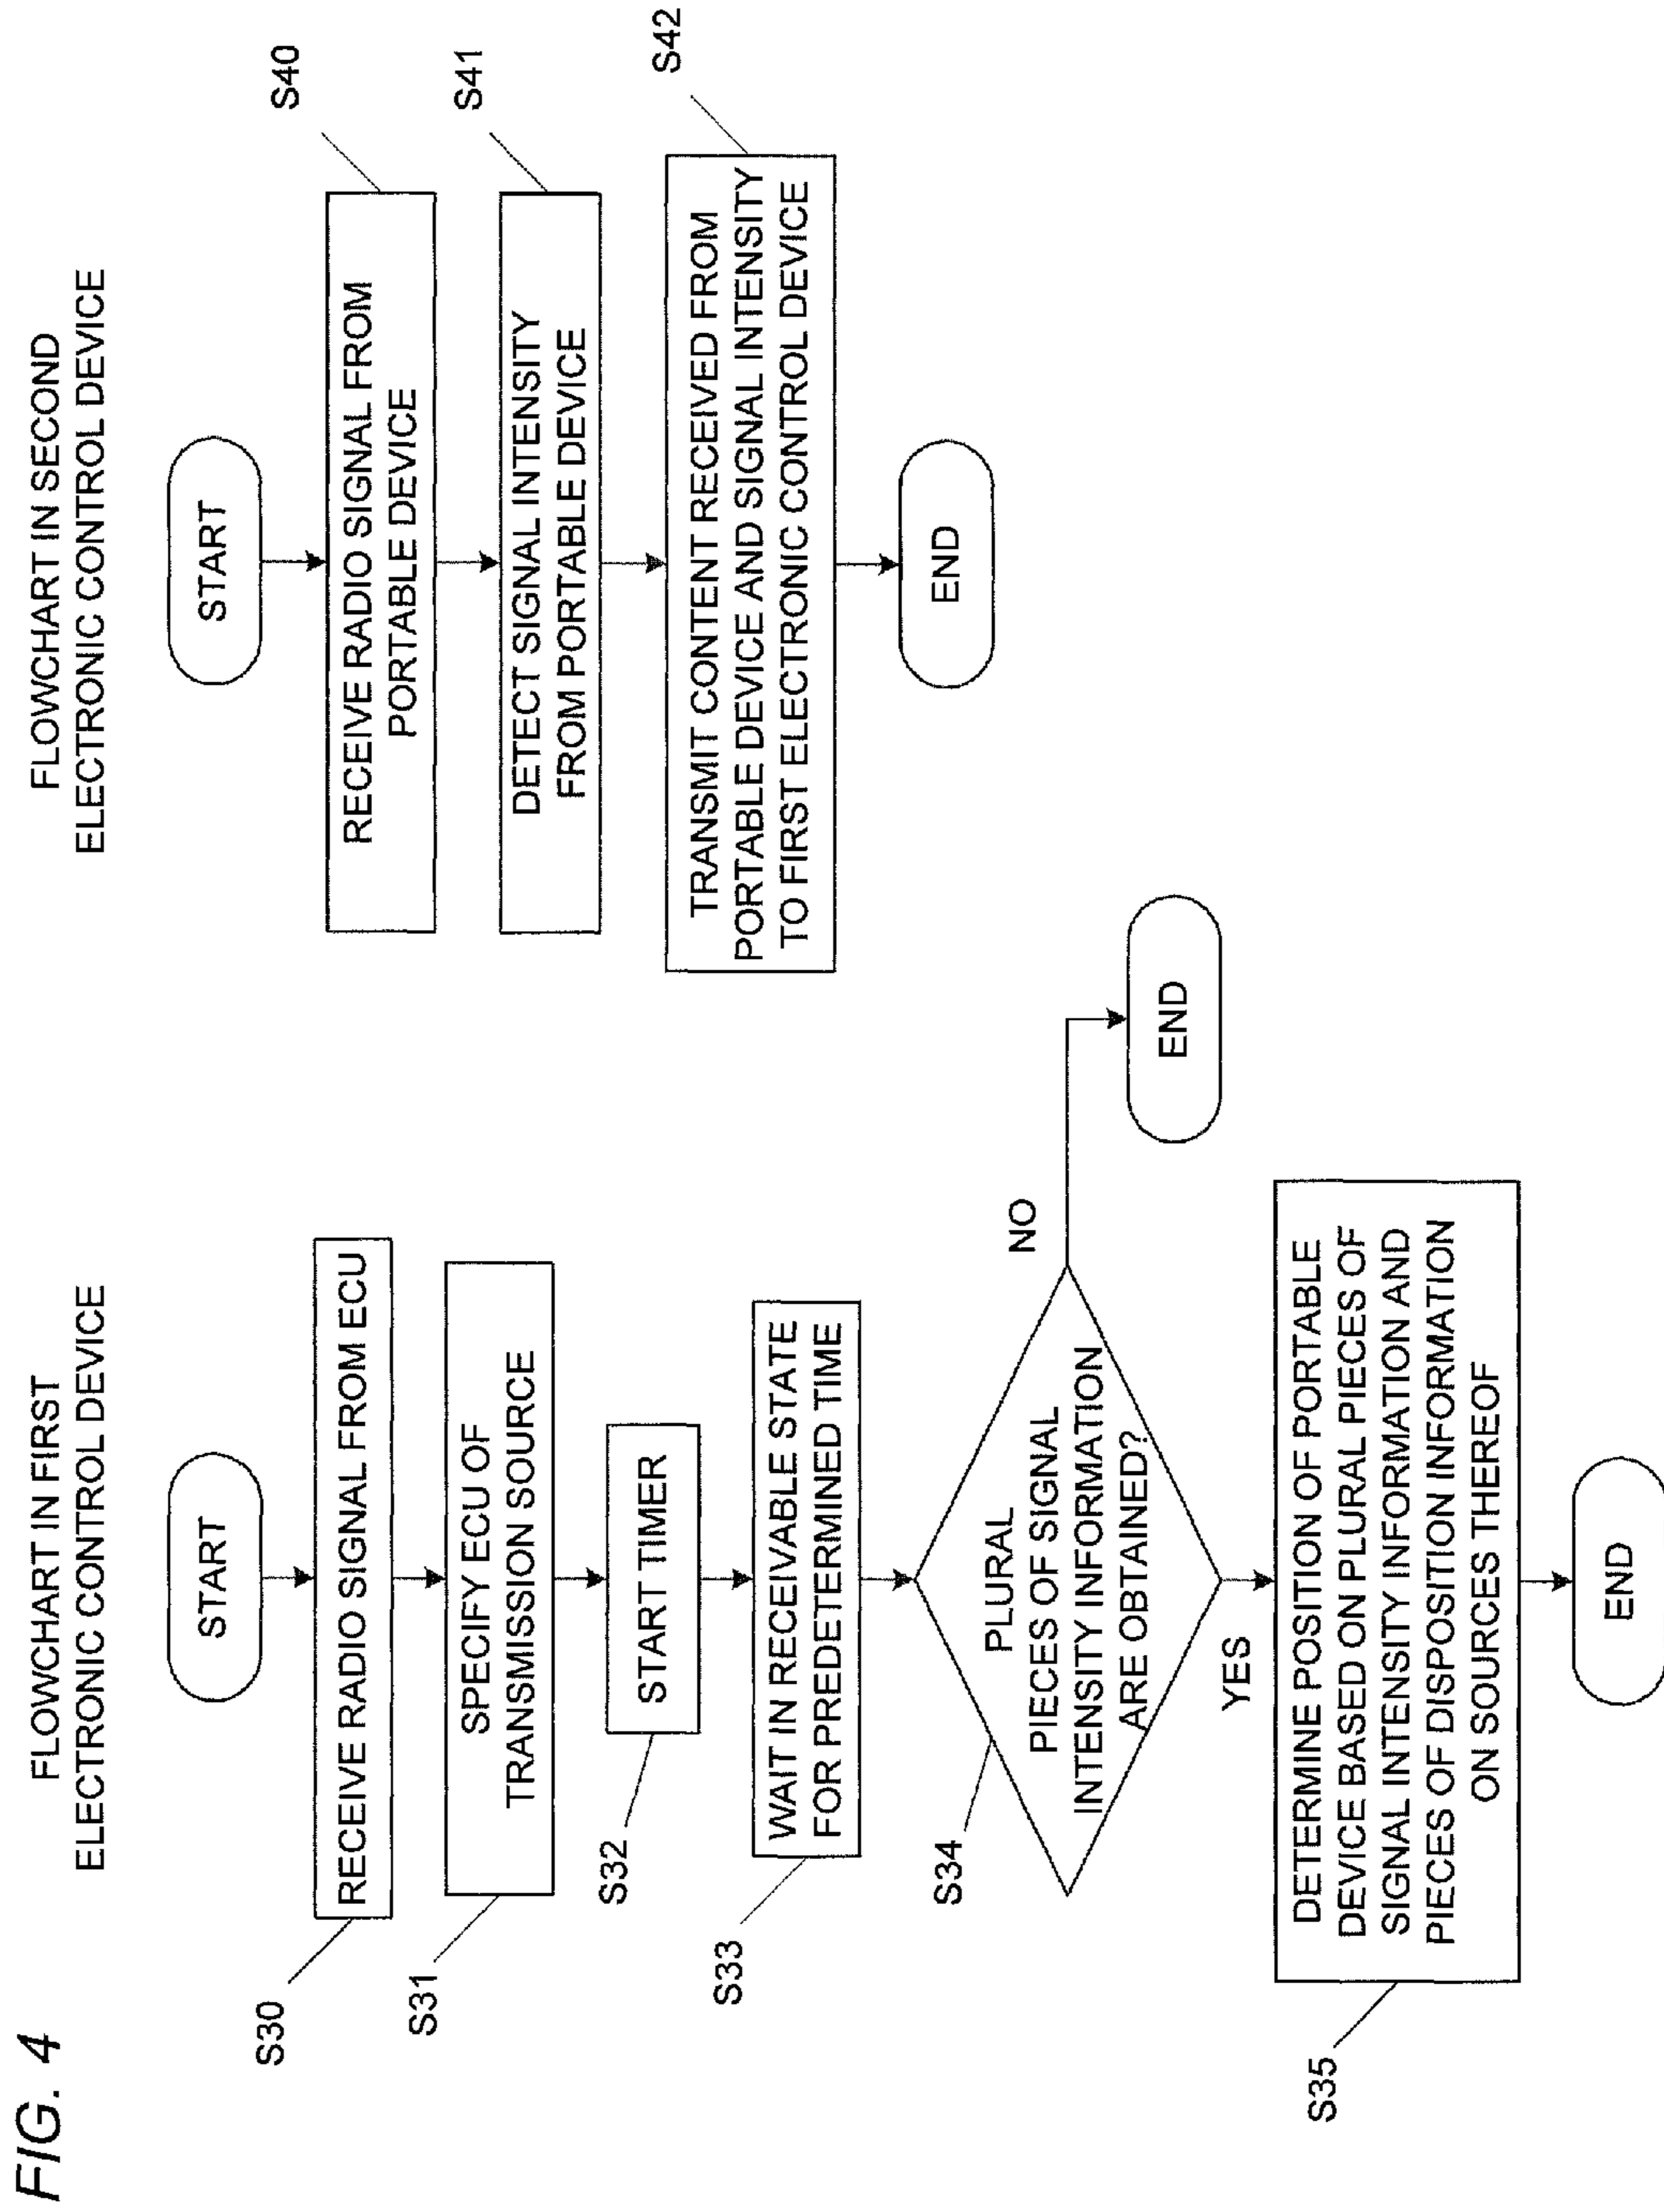 FIG. 4
FLOWCHART IN FIRST
ELECTRONIC CONTROL DEVICE
START
S30
RECEIVE RADIO SIGNAL FROM ECU
S31
SPECIFY ECU OF
TRANSMISSION SOURCE
S32
START TIMER
S33
WAIT IN RECEIVABLE STATE
FOR PREDETERMINED TIME
S34
PLURAL
PIECES OF SIGNAL
INTENSITY INFORMATION
ARE OBTAINED?
NO
END
YES
S35
DETERMINE POSITION OF PORTABLE
DEVICE BASED ON PLURAL PIECES OF
SIGNAL INTENSITY INFORMATION AND
PIECES OF DISPOSITION INFORMATION
ON SOURCES THEREOF
END
FLOWCHART IN SECOND
ELECTRONIC CONTROL DEVICE
START
S40
RECEIVE RADIO SIGNAL FROM
PORTABLE DEVICE
S41
DETECT SIGNAL INTENSITY
FROM PORTABLE DEVICE
S42
TRANSMIT CONTENT RECEIVED FROM
PORTABLE DEVICE AND SIGNAL INTENSITY
TO FIRST ELECTRONIC CONTROL DEVICE
END